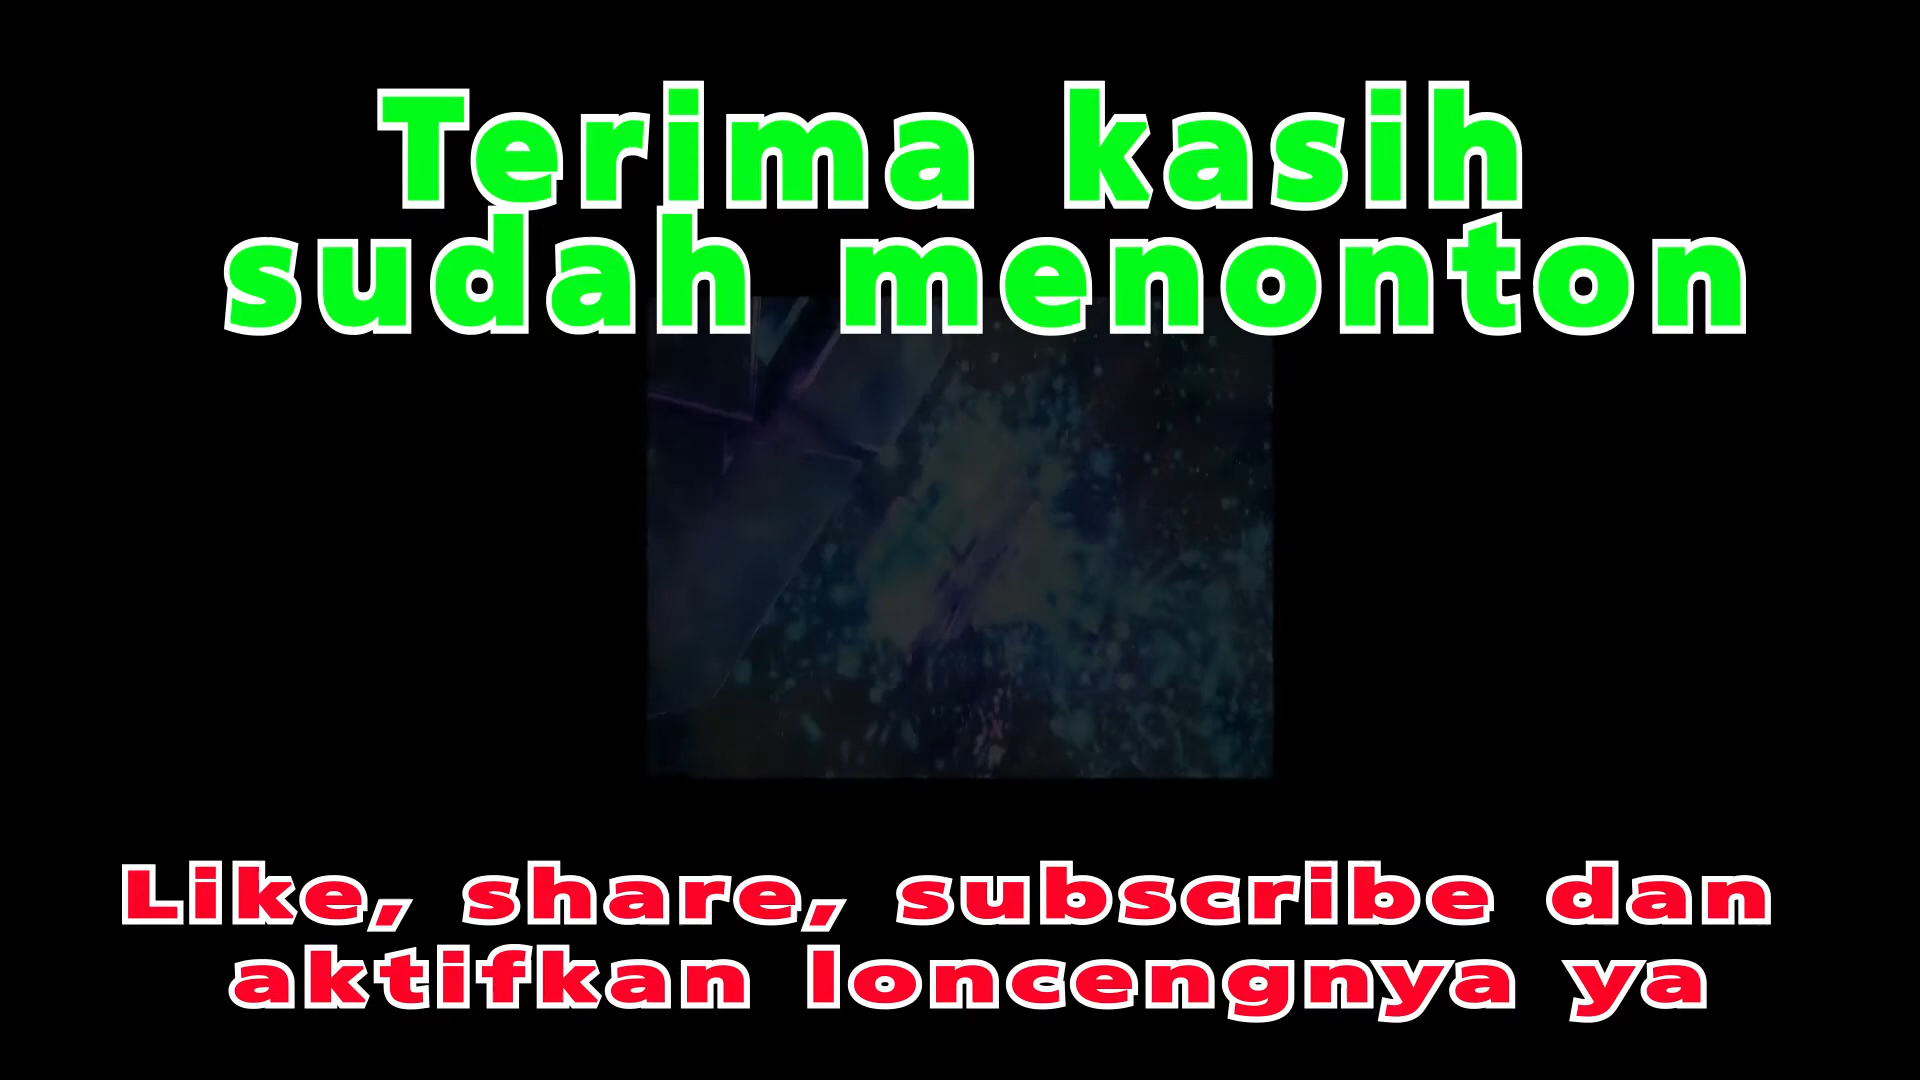 Terima kasih
sudah menonton
Like, share, subscribe dan
aktifkan loncengnya ya